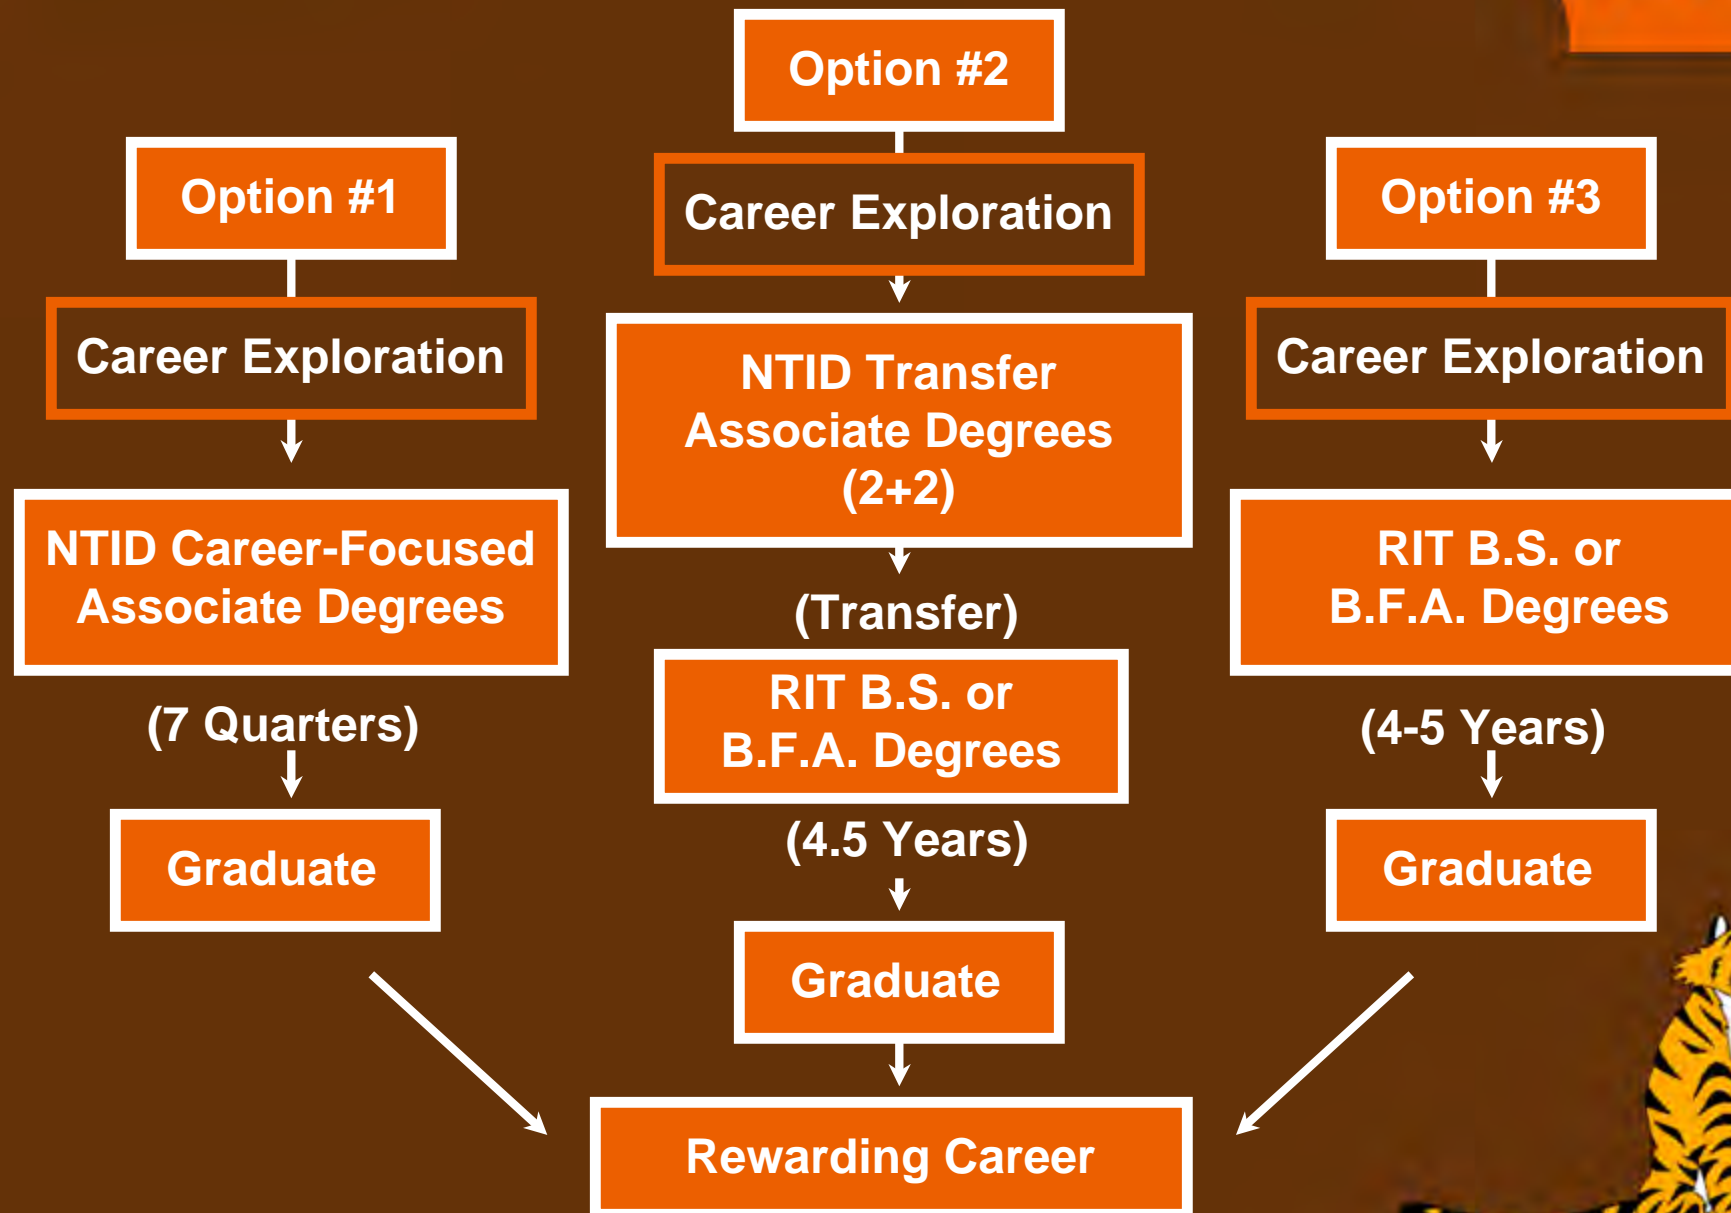 Option #1
Career Exploration
NTID Career-Focused
Associate Degrees
(7 Quarters)
Graduate
Option #2
Career Exploration
NTID Transfer
Associate Degrees
(2+2)
(Transfer)
RIT B.S. or
B.F.A. Degrees
(4.5 Years)
Graduate
Option #3
Career Exploration
RIT B.S. or
B.F.A. Degrees
(4-5 Years)
Graduate
Rewarding Career